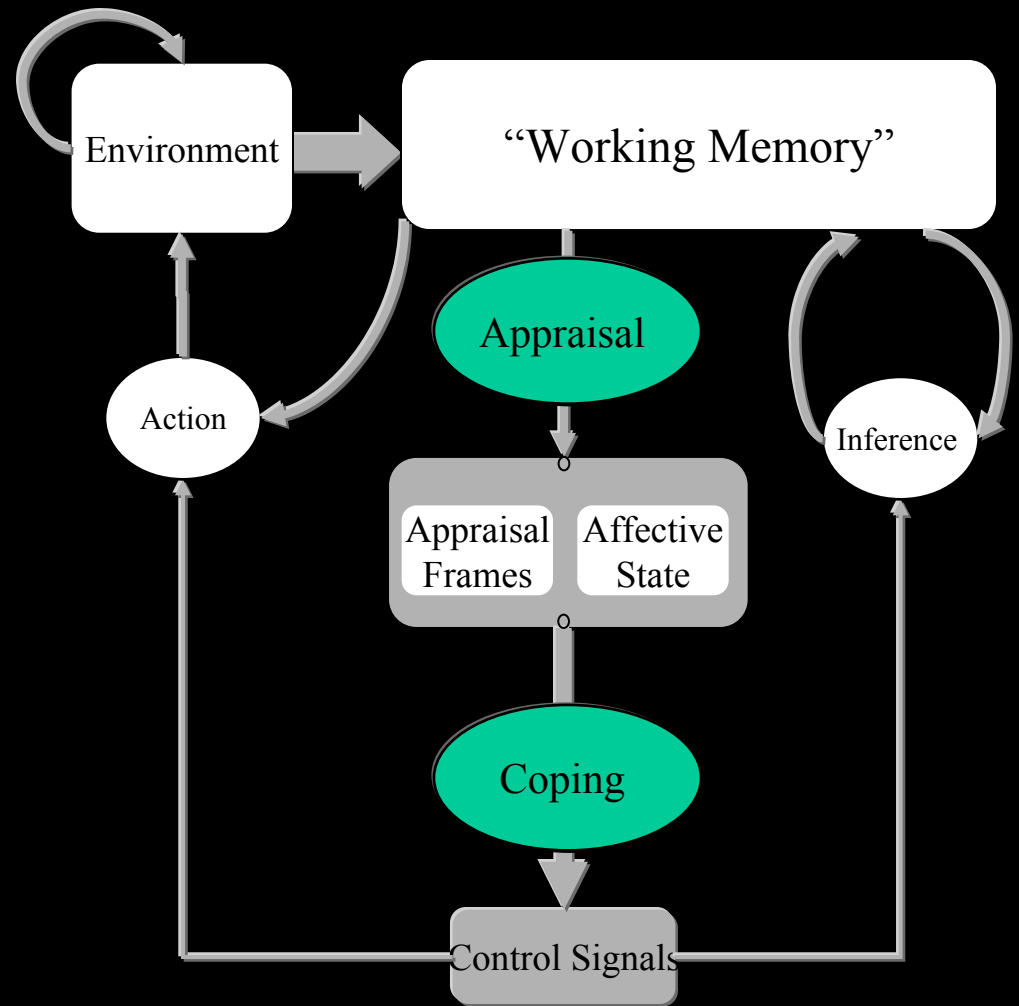 Environment
“Working Memory”
Appraisal
Action
Inference
Appraisal
Frames
Affective
State
Coping
Control Signals